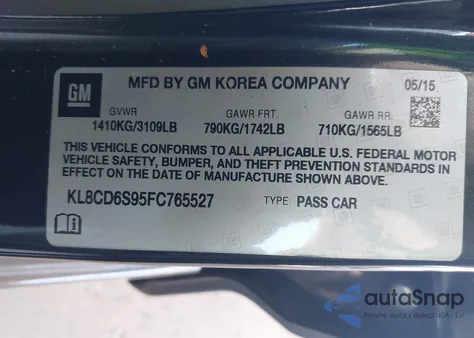 GM
MFD BY GM KOREA COMPANY
05/15
GVWR
GAWR FRT.
GAWR RR.
1410KG/3109LB
790KG/1742LB
710KG/1565LB
THIS VEHICLE CONFORMS TO ALL APPLICABLE U.S. FEDERAL MOTOR
VEHICLE SAFETY, BUMPER, AND THEFT PREVENTION STANDARDS IN
EFFECT ON THE DATE OF MANUFACTURE SHOWN ABOVE.
KL8CD6S95FC765527
TYPE: PASS CAR
autoSnap